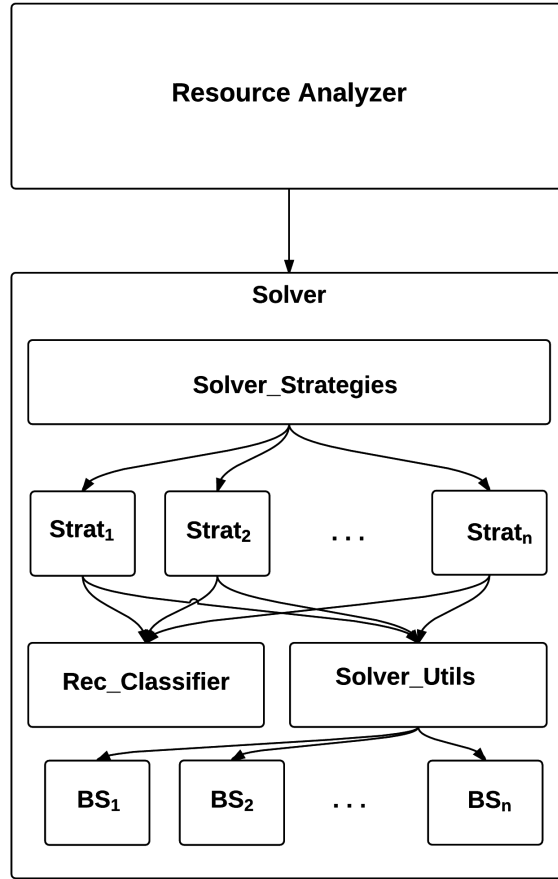 Resource Analyzer
Solver
Solver_Strategies
Strat₁ Strat₂ ... Stratₙ
Rec_Classifier Solver_Utils
BS₁ BS₂ ... BSₙ